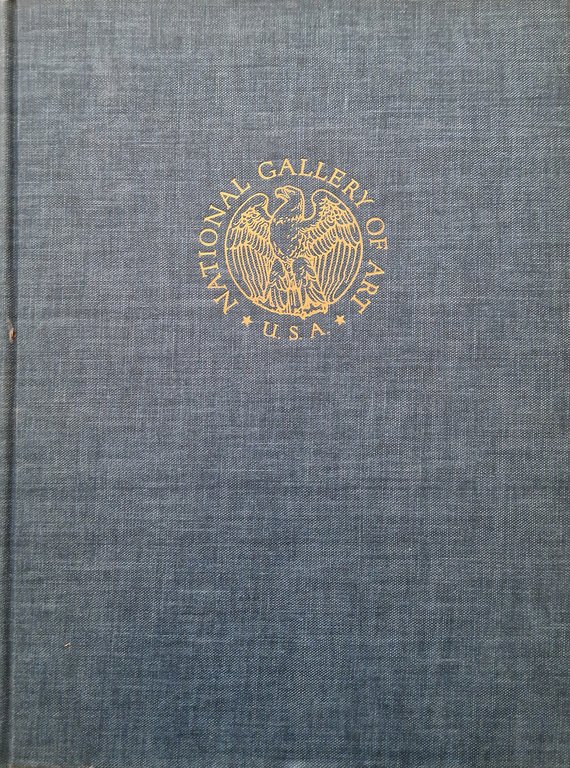 NATIONAL GALLERY OF ART
★ U.S.A. ★